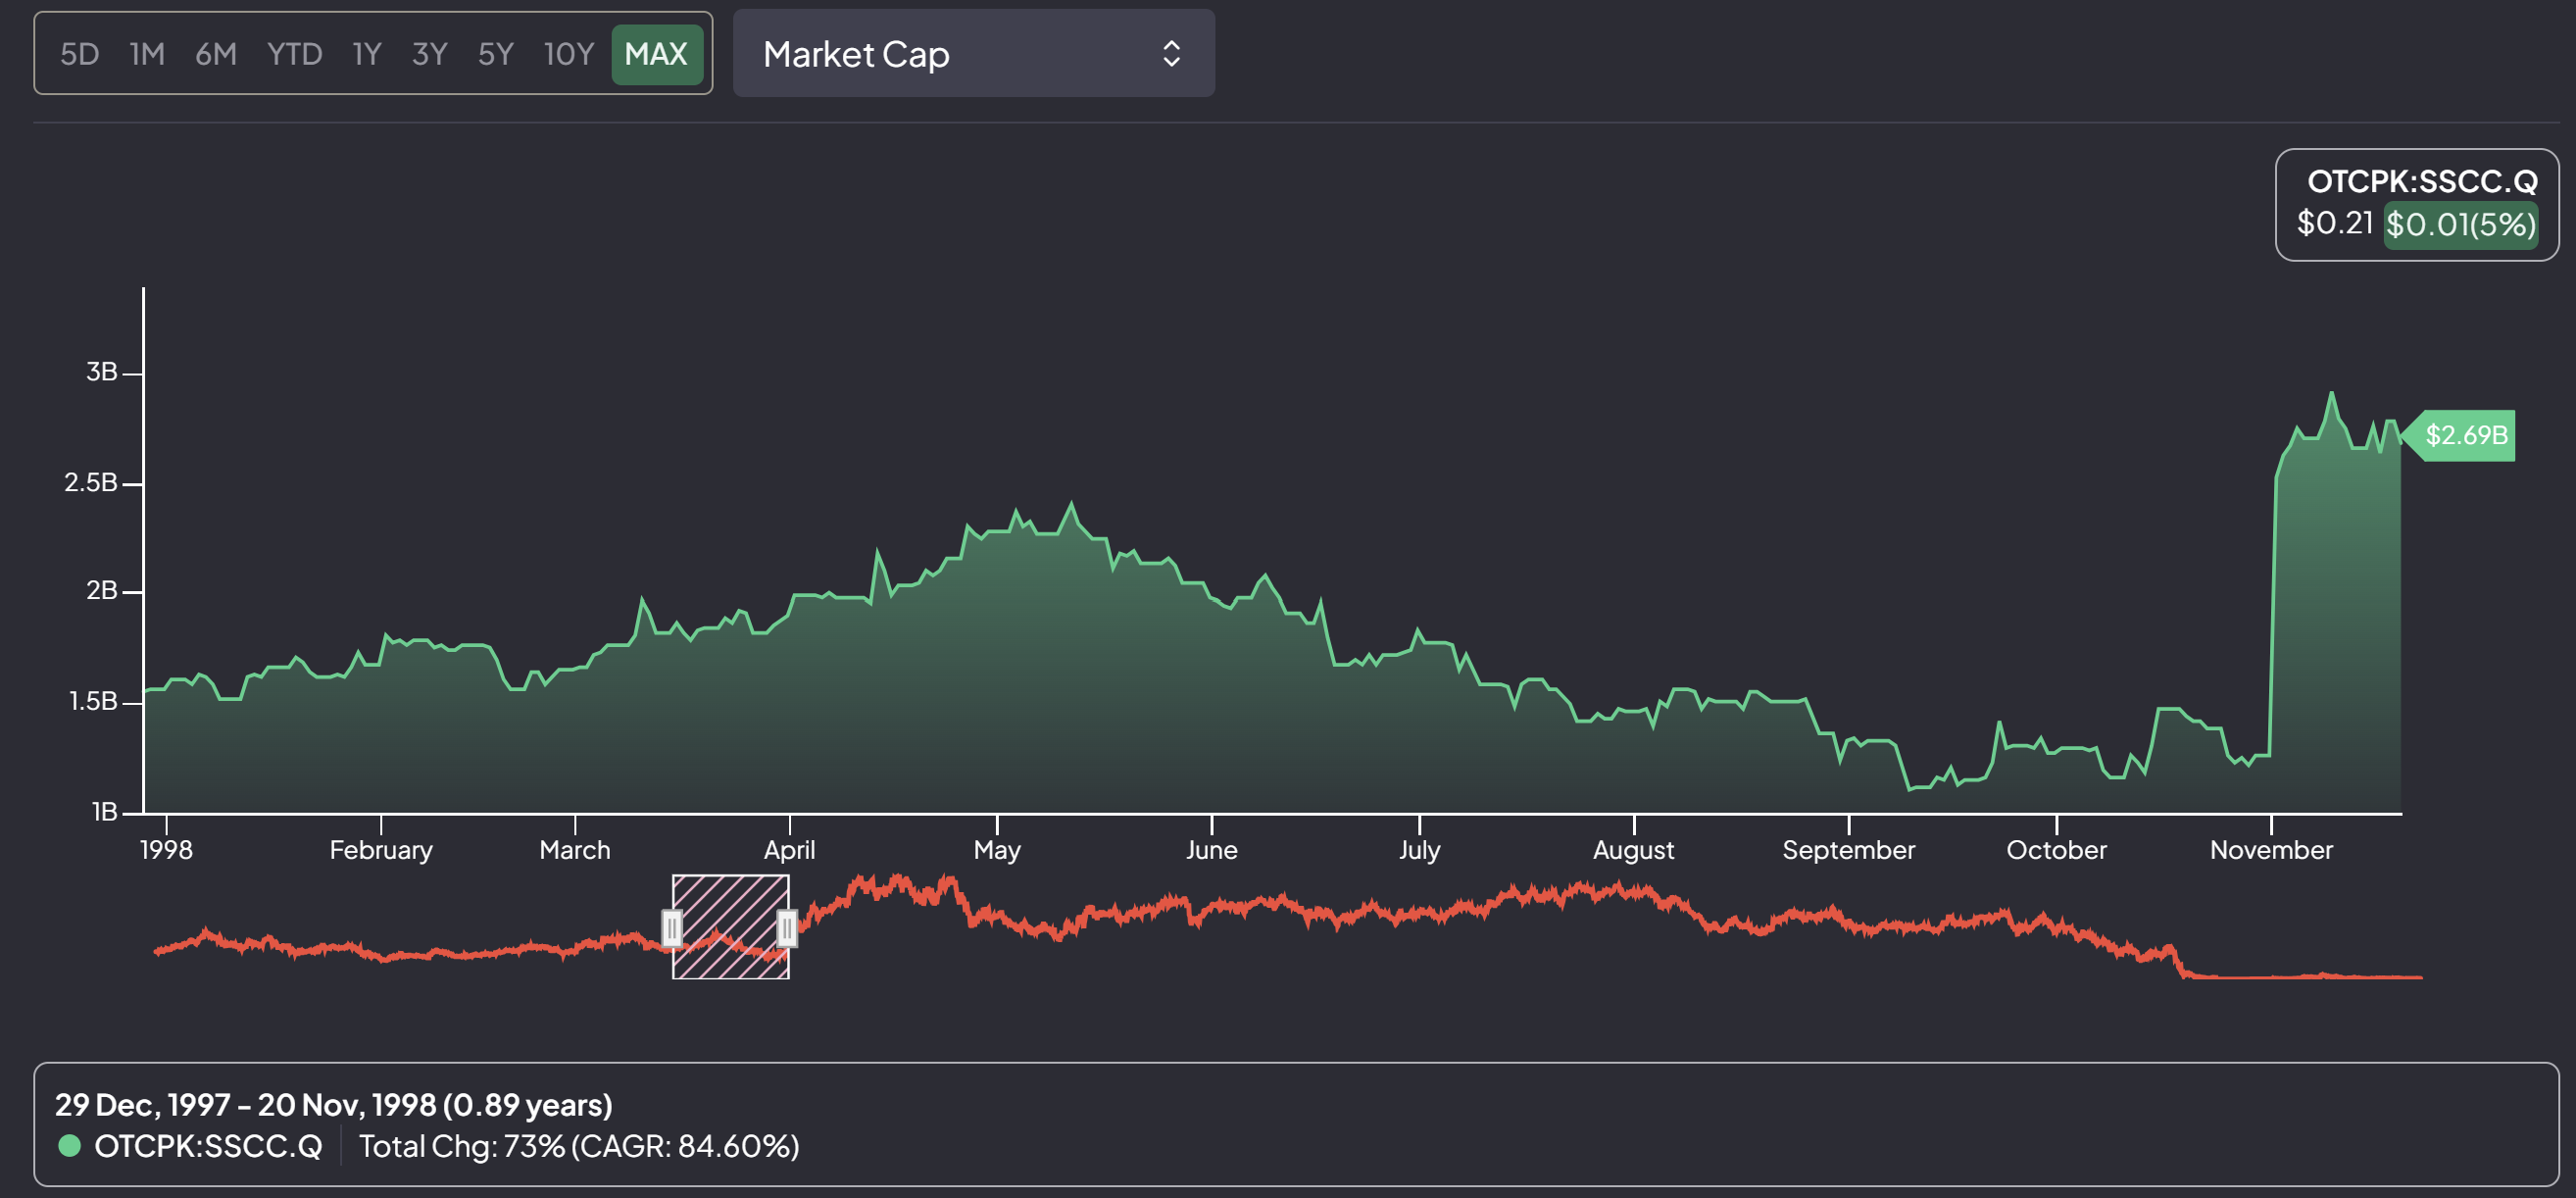 5D 1M 6M YTD 1Y 3Y 5Y 10Y MAX
Market Cap
OTCPK:SSCC.Q
$0.21 $0.01(5%)
3B
2.5B
2B
1.5B
1B
$2.69B
1998 February March April May June July August September October November
29 Dec, 1997 - 20 Nov, 1998 (0.89 years)
OTCPK:SSCC.Q Total Chg: 73% (CAGR: 84.60%)